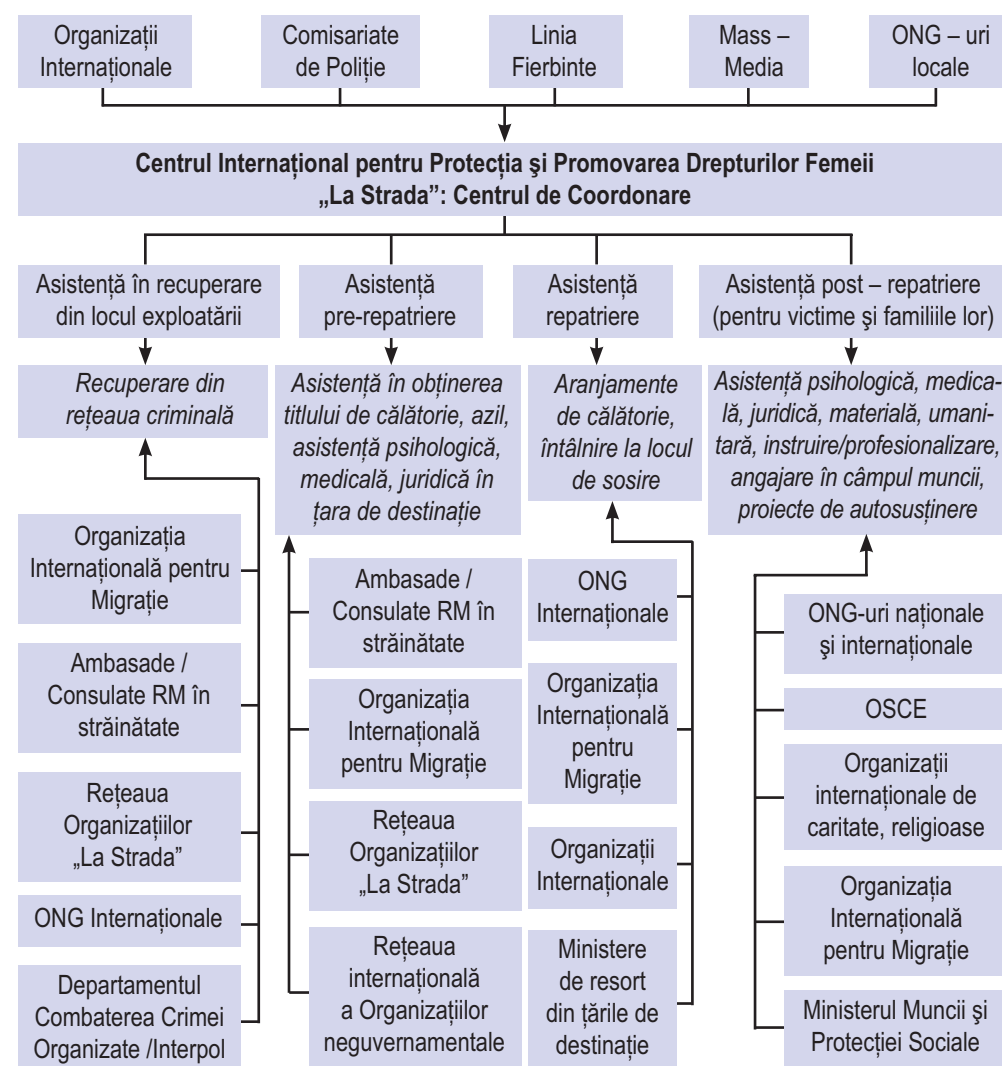 Organizații
Internaționale
Comisariate
de Poliție
Linia
Fierbinte
Mass –
Media
ONG – uri
locale
Centrul Internațional pentru Protecția şi Promovarea Drepturilor Femeii
„La Strada”: Centrul de Coordonare
Asistență în recuperare
din locul exploatării
Asistență
pre-repatriere
Asistență
repatriere
Asistență post – repatriere
(pentru victime şi familiile lor)
Recuperare din
rețeaua criminală
Asistență în obținerea
titlului de călătorie, azil,
asistență psihologică,
medicală, juridică în
țara de destinație
Aranjamente
de călătorie,
întâlnire la locul
de sosire
Asistență psihologică, medica-
lă, juridică, materială, umani-
tară, instruire/profesionalizare,
angajare în câmpul muncii,
proiecte de autosusținere
Organizația
Internațională pentru
Migrație
Ambasade /
Consulate RM în
străinătate
Rețeaua
Organizațiilor
„La Strada”
ONG Internaționale
Departamentul
Combaterea Crimei
Organizate /Interpol
Ambasade /
Consulate RM în
străinătate
Organizația
Internațională
pentru Migrație
Rețeaua
Organizațiilor
„La Strada”
Rețeaua
internațională
a Organizațiilor
neguvernamentale
ONG
Internaționale
Organizația
Internațională
pentru
Migrație
Organizații
Internaționale
Ministere
de resort
din țările de
destinație
ONG-uri naționale
şi internaționale
OSCE
Organizații
internaționale de
caritate, religioase
Organizația
Internațională
pentru Migrație
Ministerul Muncii şi
Protecției Sociale